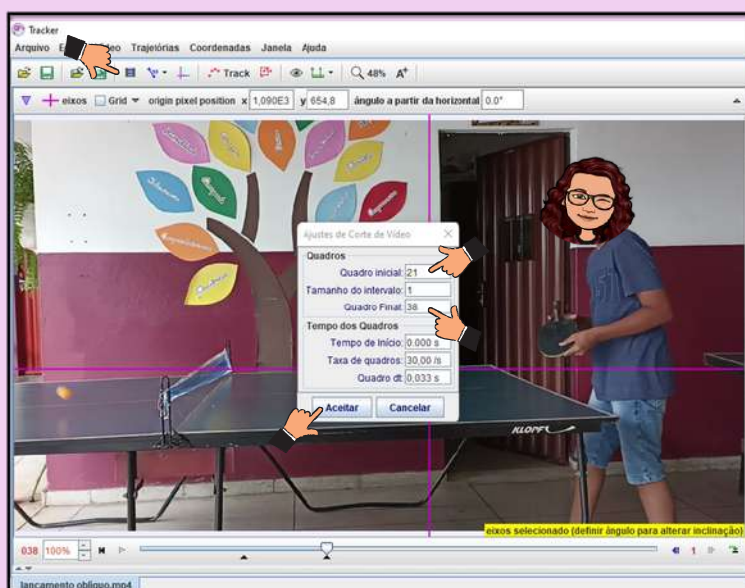 Tracker
Arquivo E eo Trajelórias Coordenadas Janela Ajuda
Track 48% A+
eixos Grid origin pixel position x 1,090E3 y 654,8 ângulo a partir da horizontal 0.0°
Ajustes de Corte de Vídeo
Quadros
Quadro inicial: 21
Tamanho do intervalo: 1
Quadro Final: 38
Tempo dos Quadros
Tempo de Início: 0.000 s
Taxa de quadros: 30,00 /s
Quadro dt: 0,033 s
Aceitar Cancelar
KLOPF
eixos selecionado (definir ângulo para alterar inclinação)
038 100% 1
lancamento obliquo.mp4